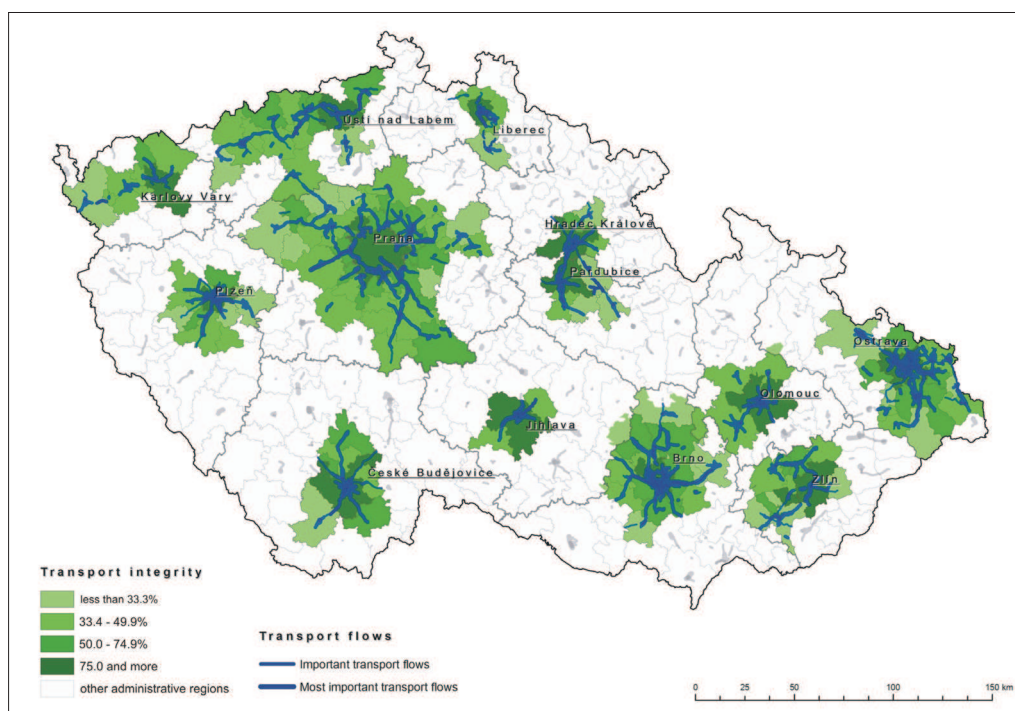 Ústí nad Labem
Liberec
Karlovy Vary
Praha
Hradec Králové
Pardubice
Plzeň
Ostrava
Olomouc
Jihlava
Brno
České Budějovice
Zlín
Transport integrity
less than 33.3%
33.4 - 49.9%
50.0 - 74.9%
75.0 and more
other administrative regions
Transport flows
Important transport flows
Most important transport flows
0 25 50 100 150 km